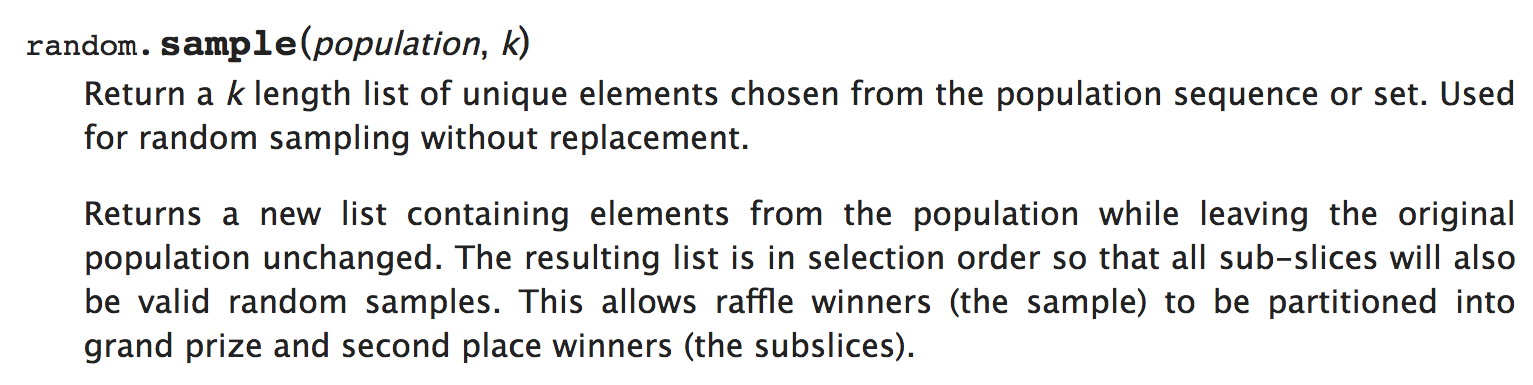 random.sample(population, k)
Return a k length list of unique elements chosen from the population sequence or set. Used
for random sampling without replacement.
Returns a new list containing elements from the population while leaving the original
population unchanged. The resulting list is in selection order so that all sub-slices will also
be valid random samples. This allows raffle winners (the sample) to be partitioned into
grand prize and second place winners (the subslices).